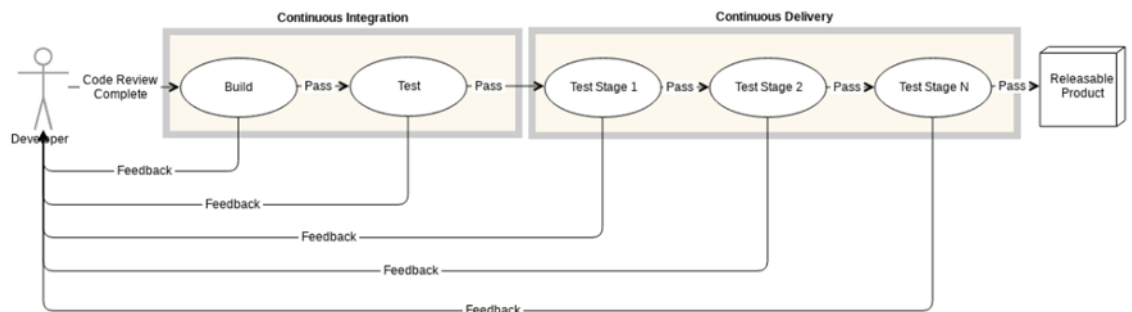 Continuous Integration
Continuous Delivery
Code Review
Complete
Build
Pass
Test
Pass
Test Stage 1
Pass
Test Stage 2
Pass
Test Stage N
Pass
Releasable
Product
Developer
Feedback
Feedback
Feedback
Feedback
Feedback